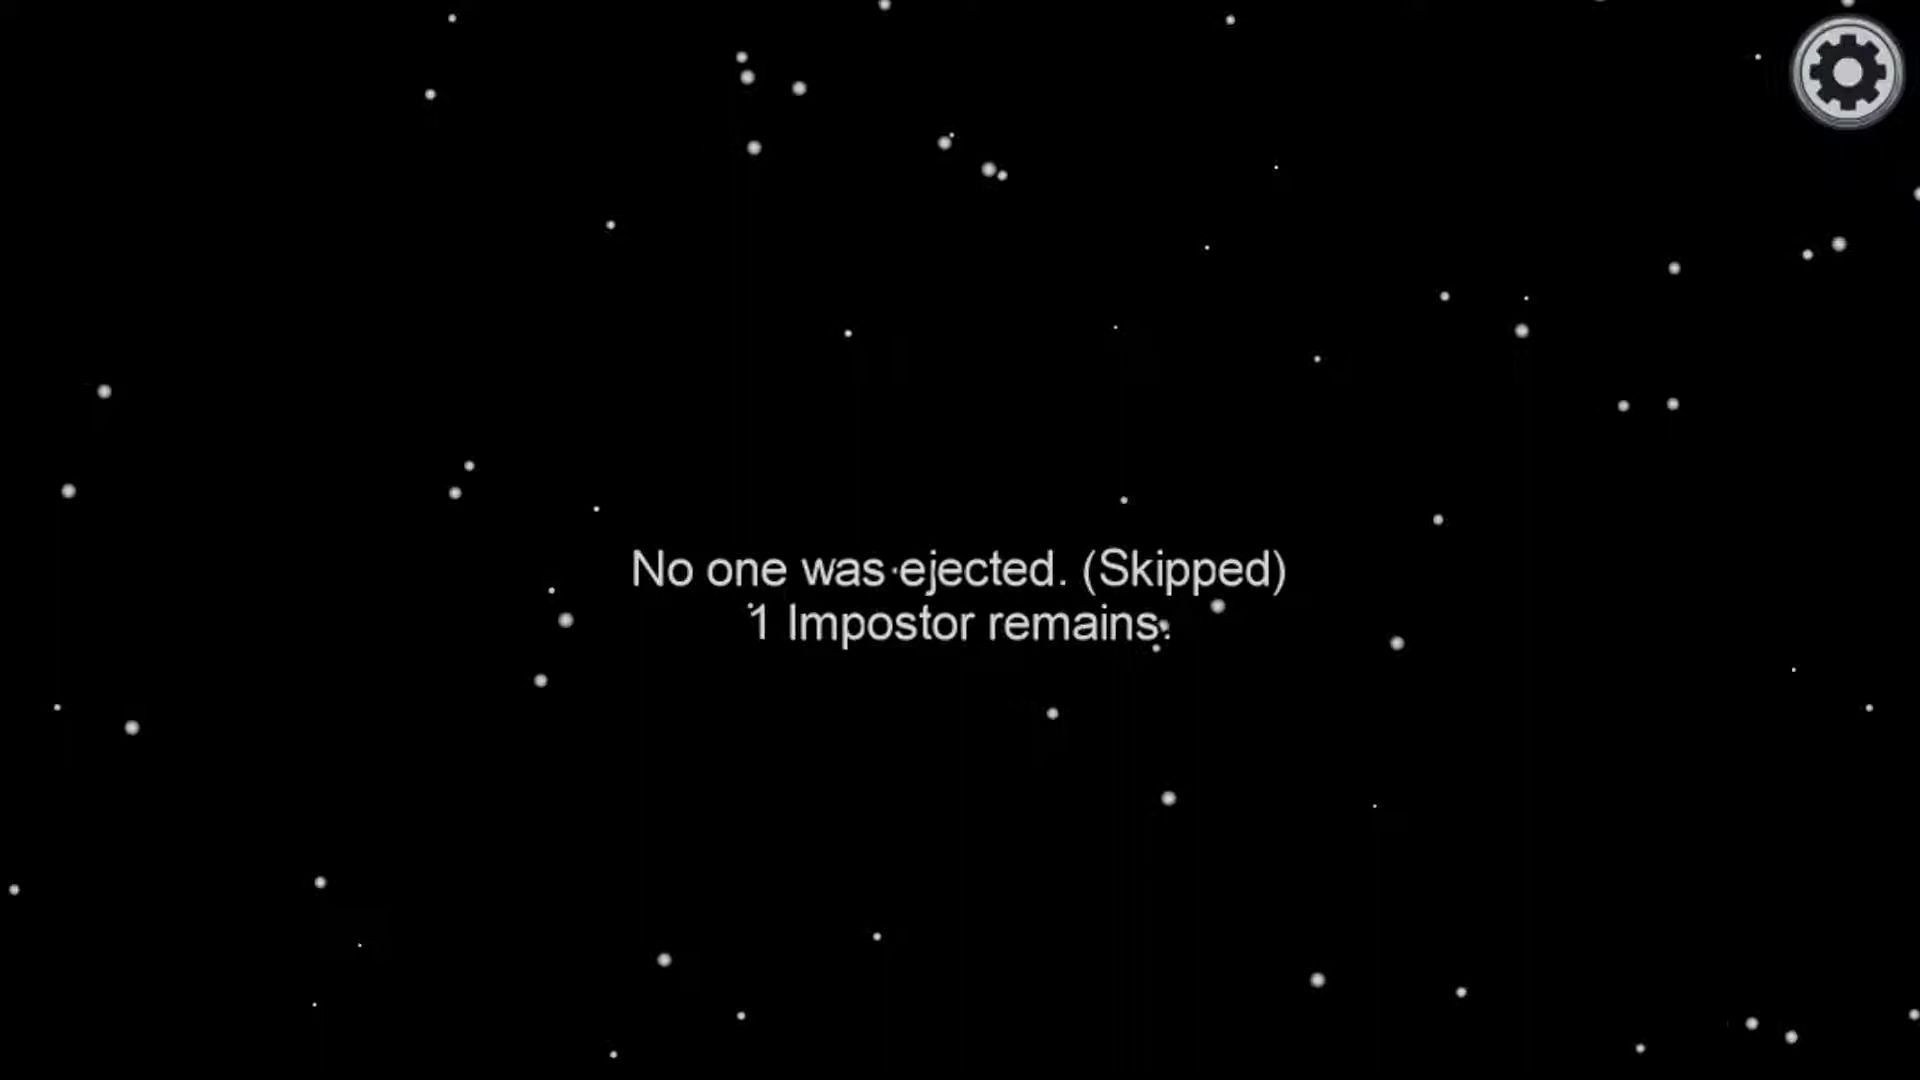 No one was ejected. (Skipped)
1 Impostor remains.